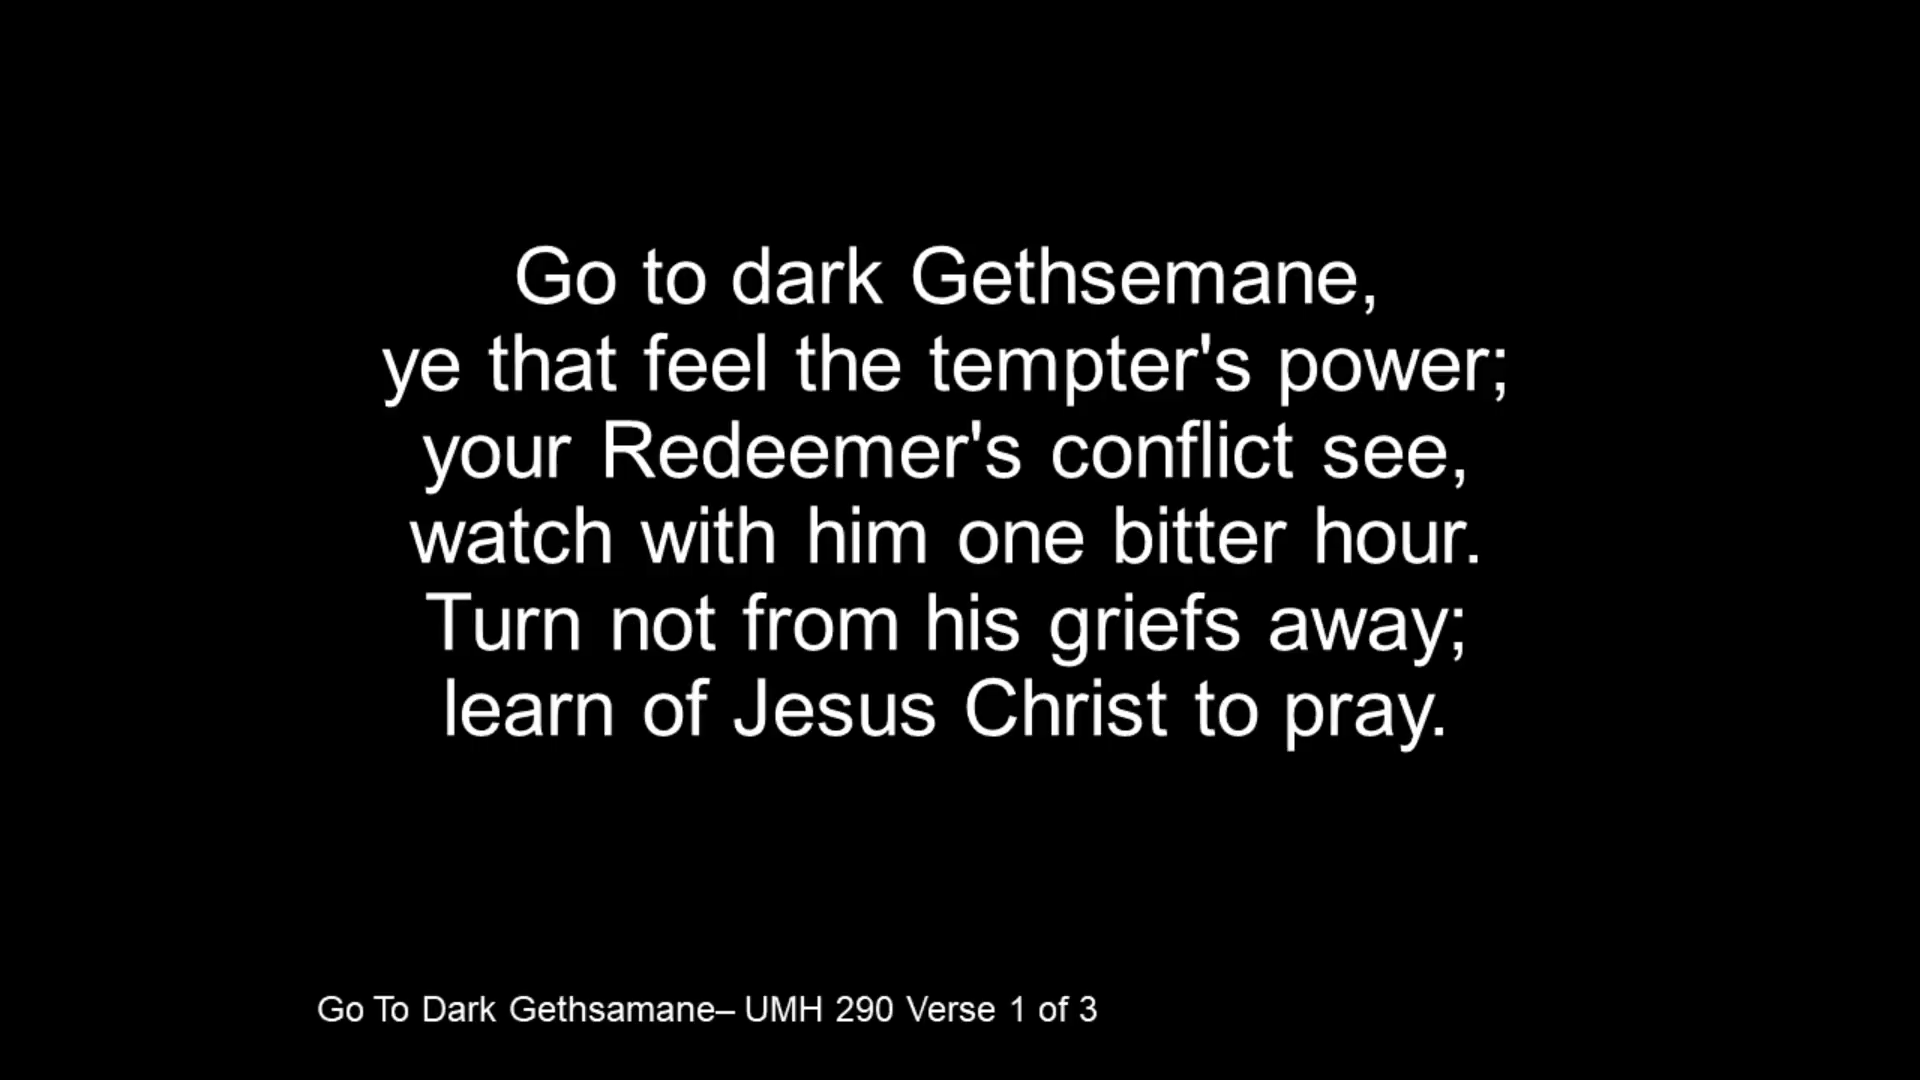 Go to dark Gethsemane,
ye that feel the tempter's power;
your Redeemer's conflict see,
watch with him one bitter hour.
Turn not from his griefs away;
learn of Jesus Christ to pray.
Go To Dark Gethsamane– UMH 290 Verse 1 of 3